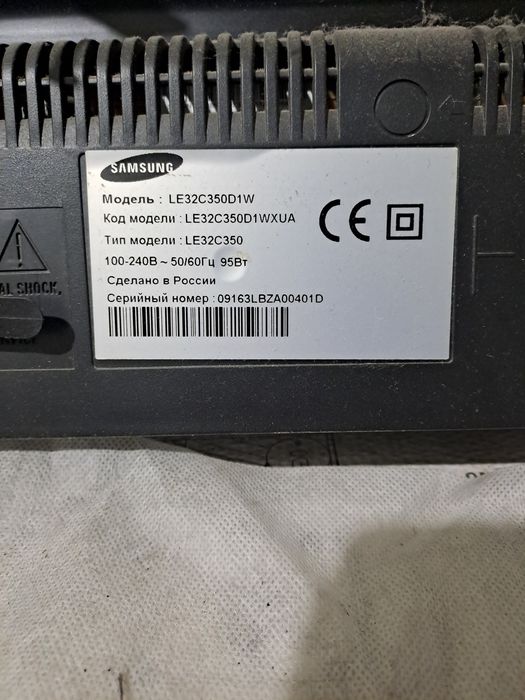 SAMSUNG
Модель : LE32C350D1W
Код модели : LE32C350D1WXUA
Тип модели : LE32C350
100-240В ~ 50/60Гц 95Вт
Сделано в России
Серийный номер : 09163LBZA00401D
CE
AL SHOCK,